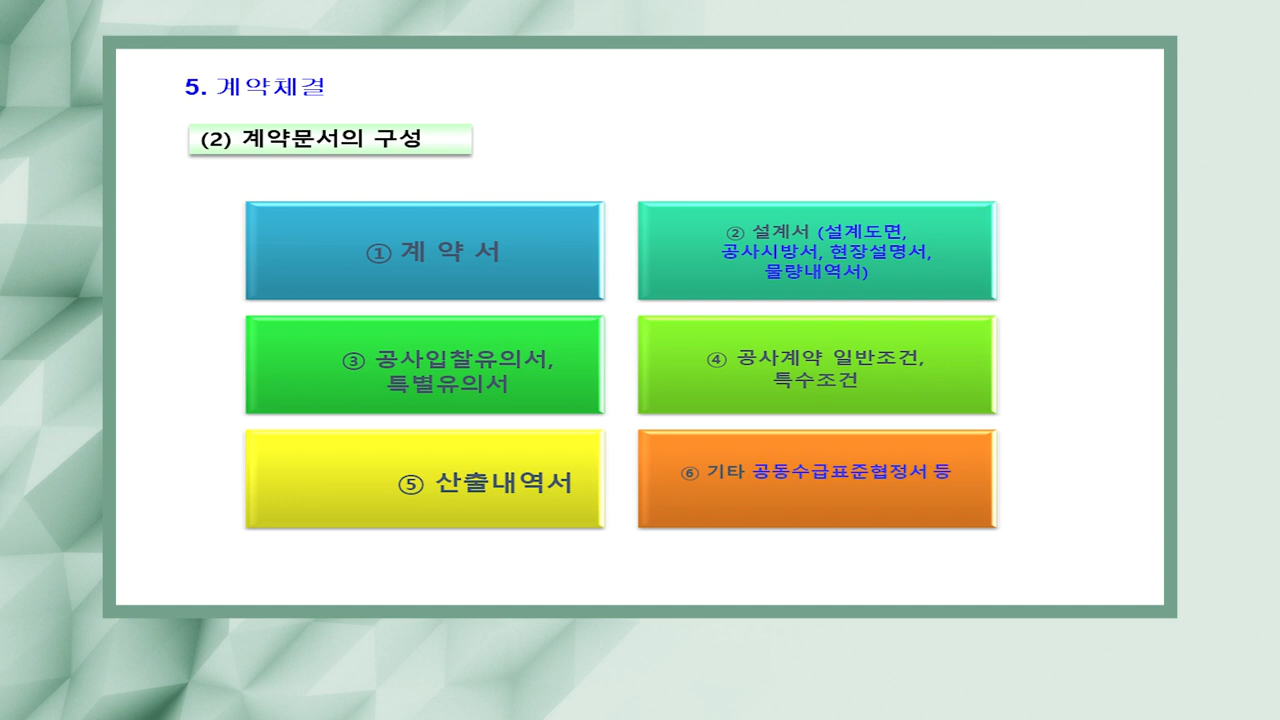 5. 계약체결
(2) 계약문서의 구성
① 계 약 서
② 설계서 (설계도면,
공사시방서, 현장설명서,
물량내역서)
③ 공사입찰유의서,
특별유의서
④ 공사계약 일반조건,
특수조건
⑤ 산출내역서
⑥ 기타 공동수급표준협정서 등